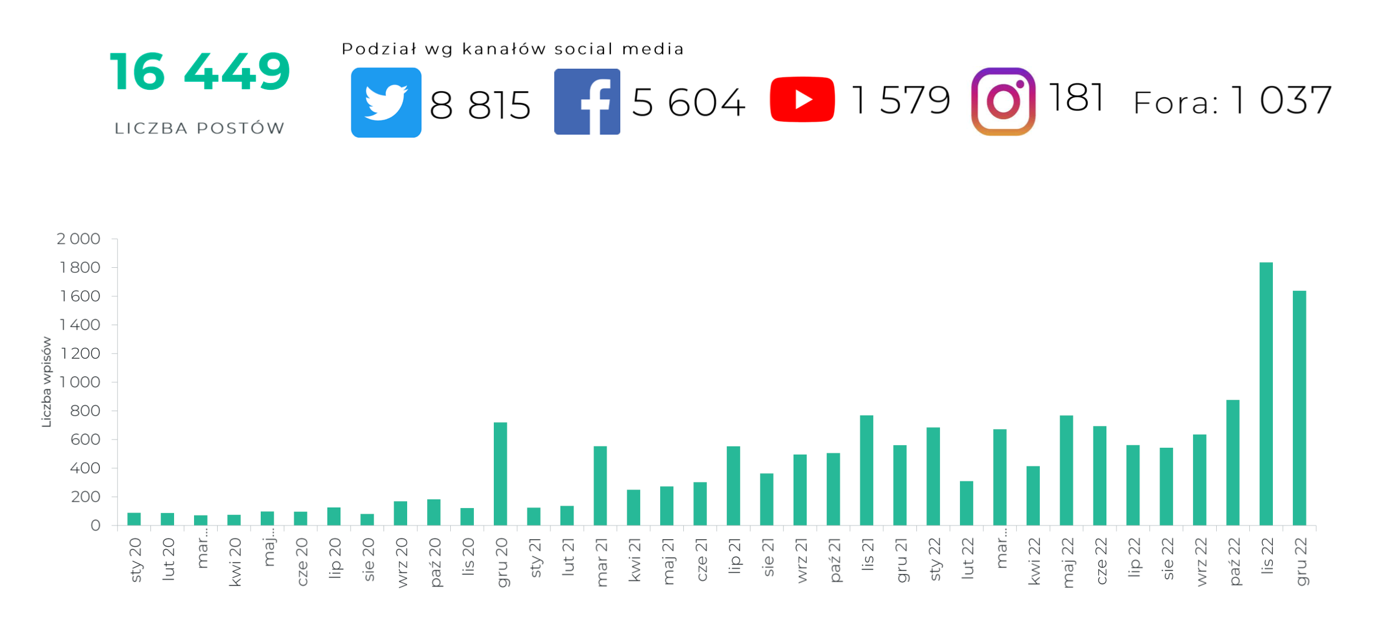 Podział wg kanałów social media
16 449
LICZBA POSTÓW
8 815
5 604
1 579
181
Fora: 1 037
Liczba wpisów
2 000
1 800
1 600
1 400
1 200
1 000
800
600
400
200
0
sty 20
lut 20
mar...
kwi 20
maj...
cze 20
lip 20
sie 20
wrz 20
paź 20
lis 20
gru 20
sty 21
lut 21
mar 21
kwi 21
maj 21
cze 21
lip 21
sie 21
wrz 21
paź 21
lis 21
gru 21
sty 22
lut 22
mar...
kwi 22
maj 22
cze 22
lip 22
sie 22
wrz 22
paź 22
lis 22
gru 22